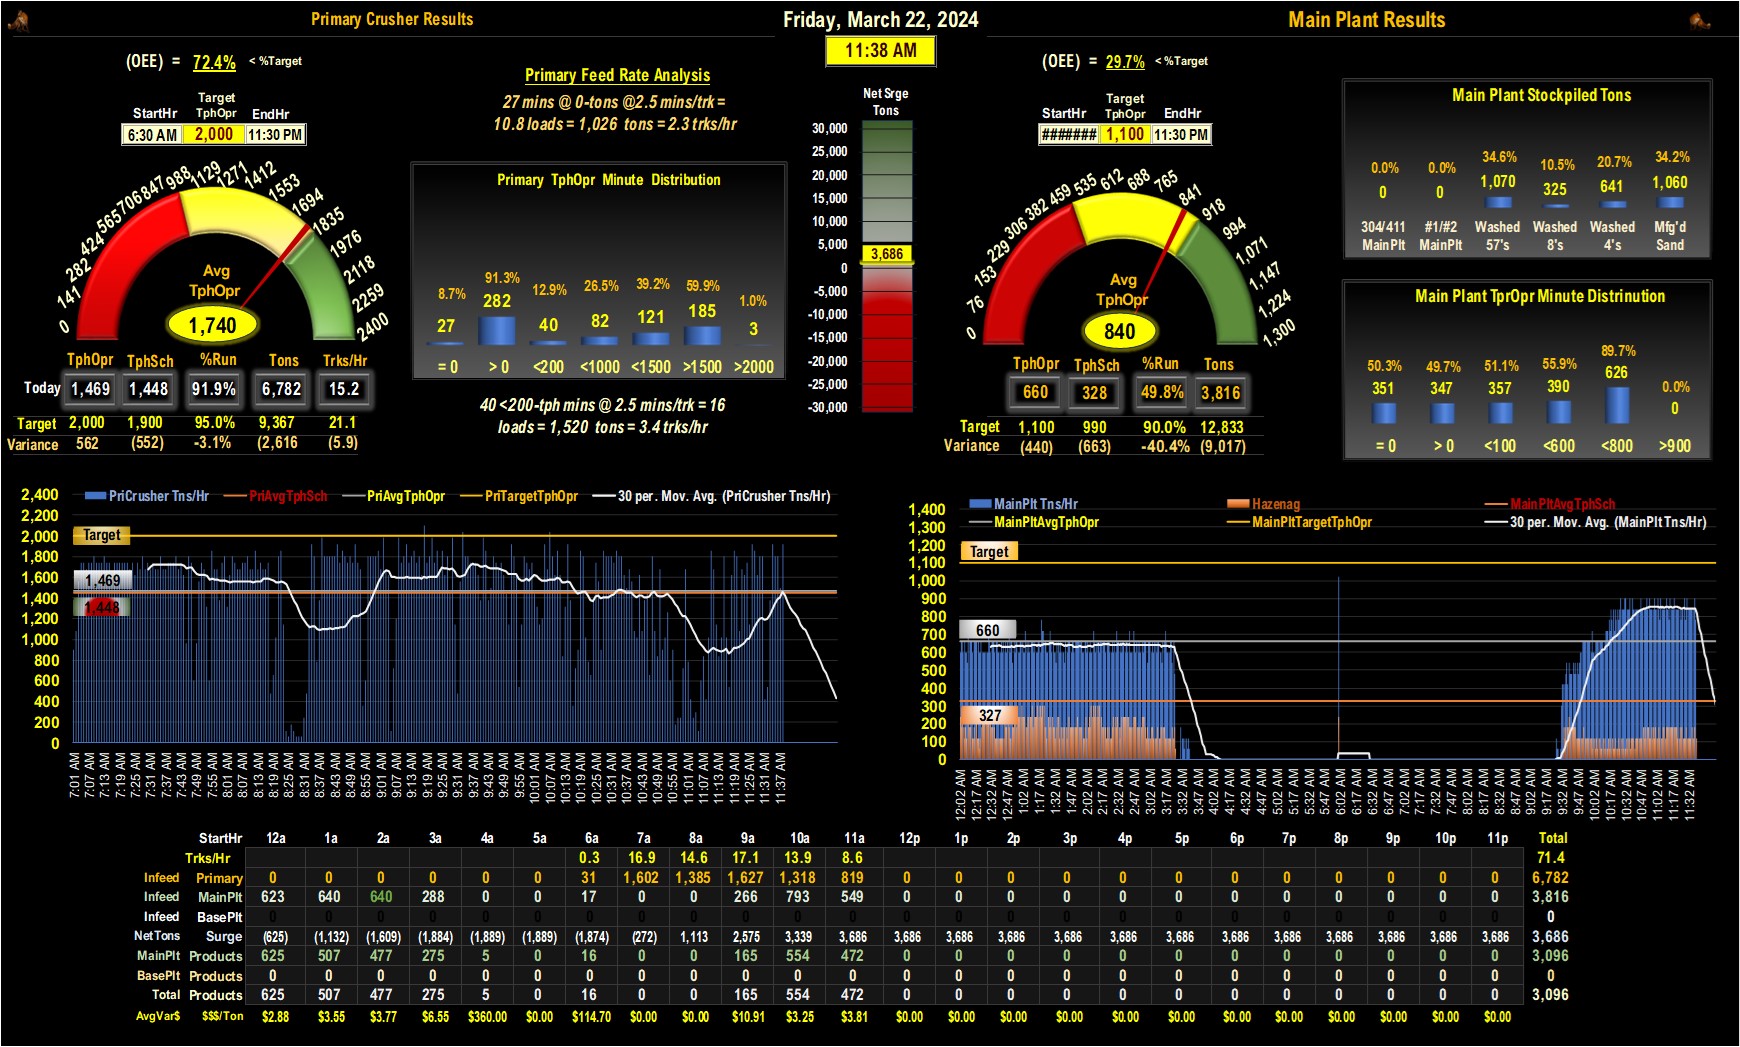 Primary Crusher Results
Friday, March 22, 2024
Main Plant Results
11:38 AM
(OEE) = 72.4% < %Target
StartHr Target TphOpr EndHr
6:30 AM 2,000 11:30 PM
0 141 282 424 565 706 847 988 1129 1271 1412 1553 1694 1835 1976 2118 2259 2400
Avg
TphOpr
1,740
TphOpr TphSch %Run Tons Trks/Hr
Today 1,469 1,448 91.9% 6,782 15.2
Target 2,000 1,900 95.0% 9,367 21.1
Variance 562 (552) -3.1% (2,616 (5.9)
Primary Feed Rate Analysis
27 mins @ 0-tons @2.5 mins/trk =
10.8 loads = 1,026 tons = 2.3 trks/hr
Primary TphOpr Minute Distribution
8.7% 91.3% 12.9% 26.5% 39.2% 59.9% 1.0%
27 282 40 82 121 185 3
= 0 > 0 <200 <1000 <1500 >1500 >2000
40 <200-tph mins @ 2.5 mins/trk = 16
loads = 1,520 tons = 3.4 trks/hr
Net Srge
Tons
30,000
25,000
20,000
15,000
10,000
5,000
3,686
0
-5,000
-10,000
-15,000
-20,000
-25,000
-30,000
(OEE) = 29.7% < %Target
StartHr Target TphOpr EndHr
####### 1,100 11:30 PM
0 76 153 229 306 382 459 535 612 688 765 841 918 994 1,071 1,147 1,224 1,300
Avg
TphOpr
840
TphOpr TphSch %Run Tons
660 328 49.8% 3,816
Target 1,100 990 90.0% 12,833
Variance (440) (663) -40.4% (9,017)
Main Plant Stockpiled Tons
0.0% 0.0% 34.6% 10.5% 20.7% 34.2%
0 0 1,070 325 641 1,060
304/411 #1/#2 Washed Washed Washed Mfg'd
MainPlt MainPlt 57's 8's 4's Sand
Main Plant TprOpr Minute Distrinution
50.3% 49.7% 51.1% 55.9% 89.7% 0.0%
351 347 357 390 626 0
= 0 > 0 <100 <600 <800 >900
PriCrusher Tns/Hr PriAvgTphSch PriAvgTphOpr PriTargetTphOpr 30 per. Mov. Avg. (PriCrusher Tns/Hr)
2,400
2,200
2,000
1,800
1,600
1,400
1,200
1,000
800
600
400
200
0
Target
1,469
1,448
7:01 AM 7:07 AM 7:13 AM 7:19 AM 7:25 AM 7:31 AM 7:37 AM 7:43 AM 7:49 AM 7:55 AM 8:01 AM 8:07 AM 8:13 AM 8:19 AM 8:25 AM 8:31 AM 8:37 AM 8:43 AM 8:49 AM 8:55 AM 9:01 AM 9:07 AM 9:13 AM 9:19 AM 9:25 AM 9:31 AM 9:37 AM 9:43 AM 9:49 AM 9:55 AM 10:01 AM 10:07 AM 10:13 AM 10:19 AM 10:25 AM 10:31 AM 10:37 AM 10:43 AM 10:49 AM 10:55 AM 11:01 AM 11:07 AM 11:13 AM 11:19 AM 11:25 AM 11:31 AM 11:37 AM
MainPlt Tns/Hr Hazenag MainPltAvgTphSch
MainPltAvgTphOpr MainPltTargetTphOpr 30 per. Mov. Avg. (MainPlt Tns/Hr)
1,400
1,300
1,200
1,100
1,000
900
800
700
600
500
400
300
200
100
0
Target
660
327
12:02 AM 12:17 AM 12:32 AM 12:47 AM 1:02 AM 1:17 AM 1:32 AM 1:47 AM 2:02 AM 2:17 AM 2:32 AM 2:47 AM 3:02 AM 3:17 AM 3:32 AM 3:47 AM 4:02 AM 4:17 AM 4:32 AM 4:47 AM 5:02 AM 5:17 AM 5:32 AM 5:47 AM 6:02 AM 6:17 AM 6:32 AM 6:47 AM 7:02 AM 7:17 AM 7:32 AM 7:47 AM 8:02 AM 8:17 AM 8:32 AM 8:47 AM 9:02 AM 9:17 AM 9:32 AM 9:47 AM 10:02 AM 10:17 AM 10:32 AM 10:47 AM 11:02 AM 11:17 AM 11:32 AM
StartHr 12a 1a 2a 3a 4a 5a 6a 7a 8a 9a 10a 11a 12p 1p 2p 3p 4p 5p 6p 7p 8p 9p 10p 11p Total
Trks/Hr 0.3 16.9 14.6 17.1 13.9 8.6 71.4
Infeed Primary 0 0 0 0 0 0 31 1,602 1,385 1,627 1,318 819 0 0 0 0 0 0 0 0 0 0 0 0 6,782
Infeed MainPlt 623 640 640 288 0 0 17 0 0 266 793 549 0 0 0 0 0 0 0 0 0 0 0 0 3,816
Infeed BasePlt 0 0 0 0 0 0 0 0 0 0 0 0 0 0 0 0 0 0 0 0 0 0 0 0 0
NetTons Surge (625) (1,132) (1,609) (1,884) (1,889) (1,889) (1,874) (272) 1,113 2,575 3,339 3,686 3,686 3,686 3,686 3,686 3,686 3,686 3,686 3,686 3,686 3,686 3,686 3,686 3,686
MainPlt Products 625 507 477 275 5 0 16 0 0 165 554 472 0 0 0 0 0 0 0 0 0 0 0 0 3,096
BasePlt Products 0 0 0 0 0 0 0 0 0 0 0 0 0 0 0 0 0 0 0 0 0 0 0 0 0
Total Products 625 507 477 275 5 0 16 0 0 165 554 472 0 0 0 0 0 0 0 0 0 0 0 0 3,096
AvgVar$ $$$/Ton $2.88 $3.55 $3.77 $6.55 $360.00 $0.00 $114.70 $0.00 $0.00 $10.91 $3.25 $3.81 $0.00 $0.00 $0.00 $0.00 $0.00 $0.00 $0.00 $0.00 $0.00 $0.00 $0.00 $0.00